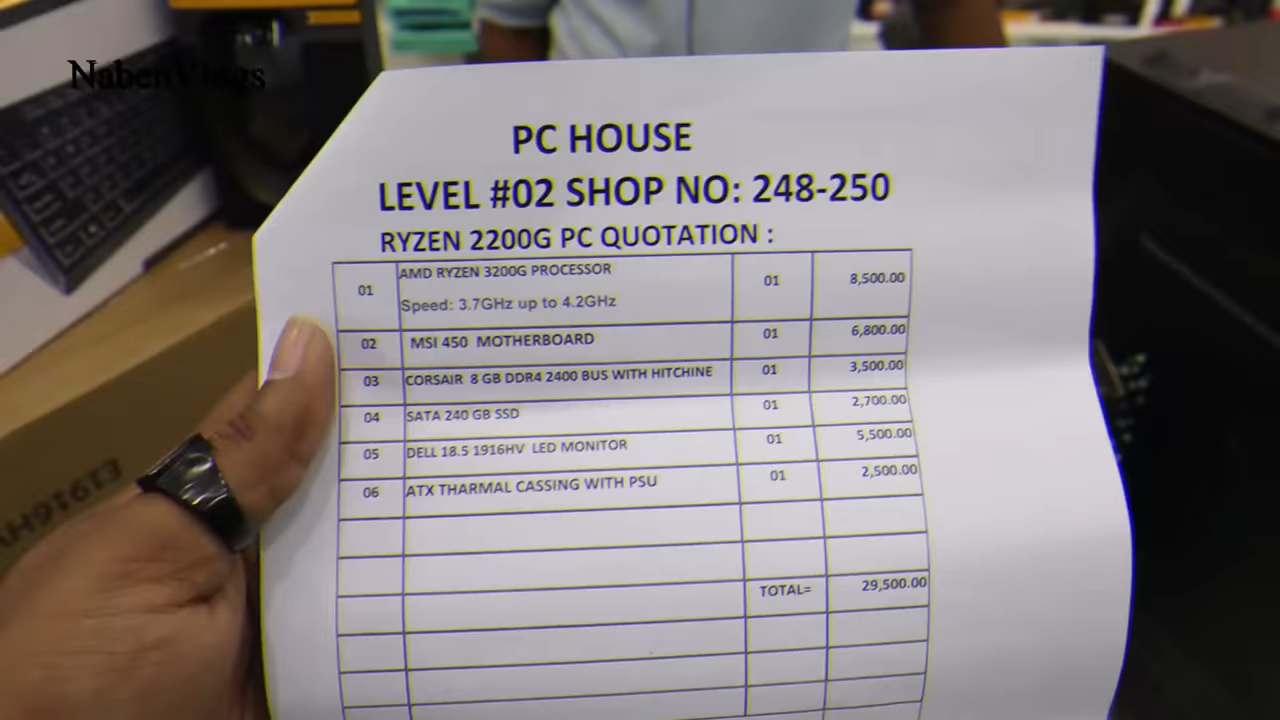 Naben Vlogs
PC HOUSE
LEVEL #02 SHOP NO: 248-250
RYZEN 2200G PC QUOTATION :
01 AMD RYZEN 3200G PROCESSOR 01 8,500.00
Speed: 3.7GHz up to 4.2GHz
02 MSI 450 MOTHERBOARD 01 6,800.00
03 CORSAIR 8 GB DDR4 2400 BUS WITH HITCHINE 01 3,500.00
04 SATA 240 GB SSD 01 2,700.00
05 DELL 18.5 1916HV LED MONITOR 01 5,500.00
06 ATX THARMAL CASSING WITH PSU 01 2,500.00
TOTAL= 29,500.00